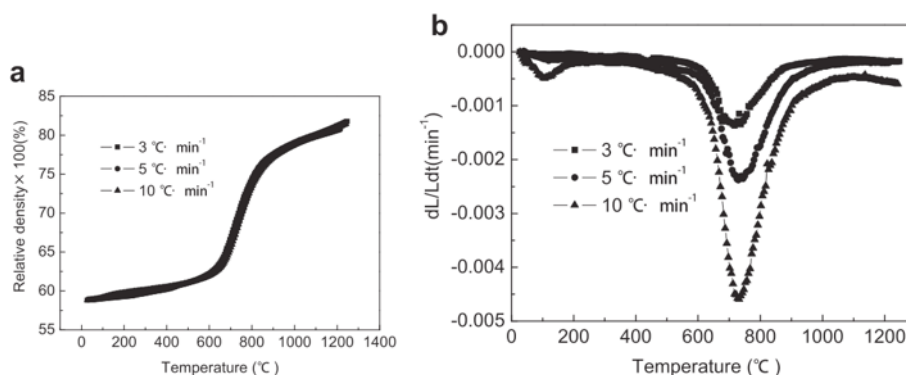 a
85
80
75
70
65
60
55
Relative density× 100(%)
3 ℃· min⁻¹
5 ℃· min⁻¹
10 ℃· min⁻¹
0 200 400 600 800 1000 1200 1400
Temperature (℃)
b
0.000
-0.001
-0.002
-0.003
-0.004
-0.005
dL/Ldt(min⁻¹)
3 ℃· min⁻¹
5 ℃· min⁻¹
10 ℃· min⁻¹
0 200 400 600 800 1000 1200
Temperature (℃)